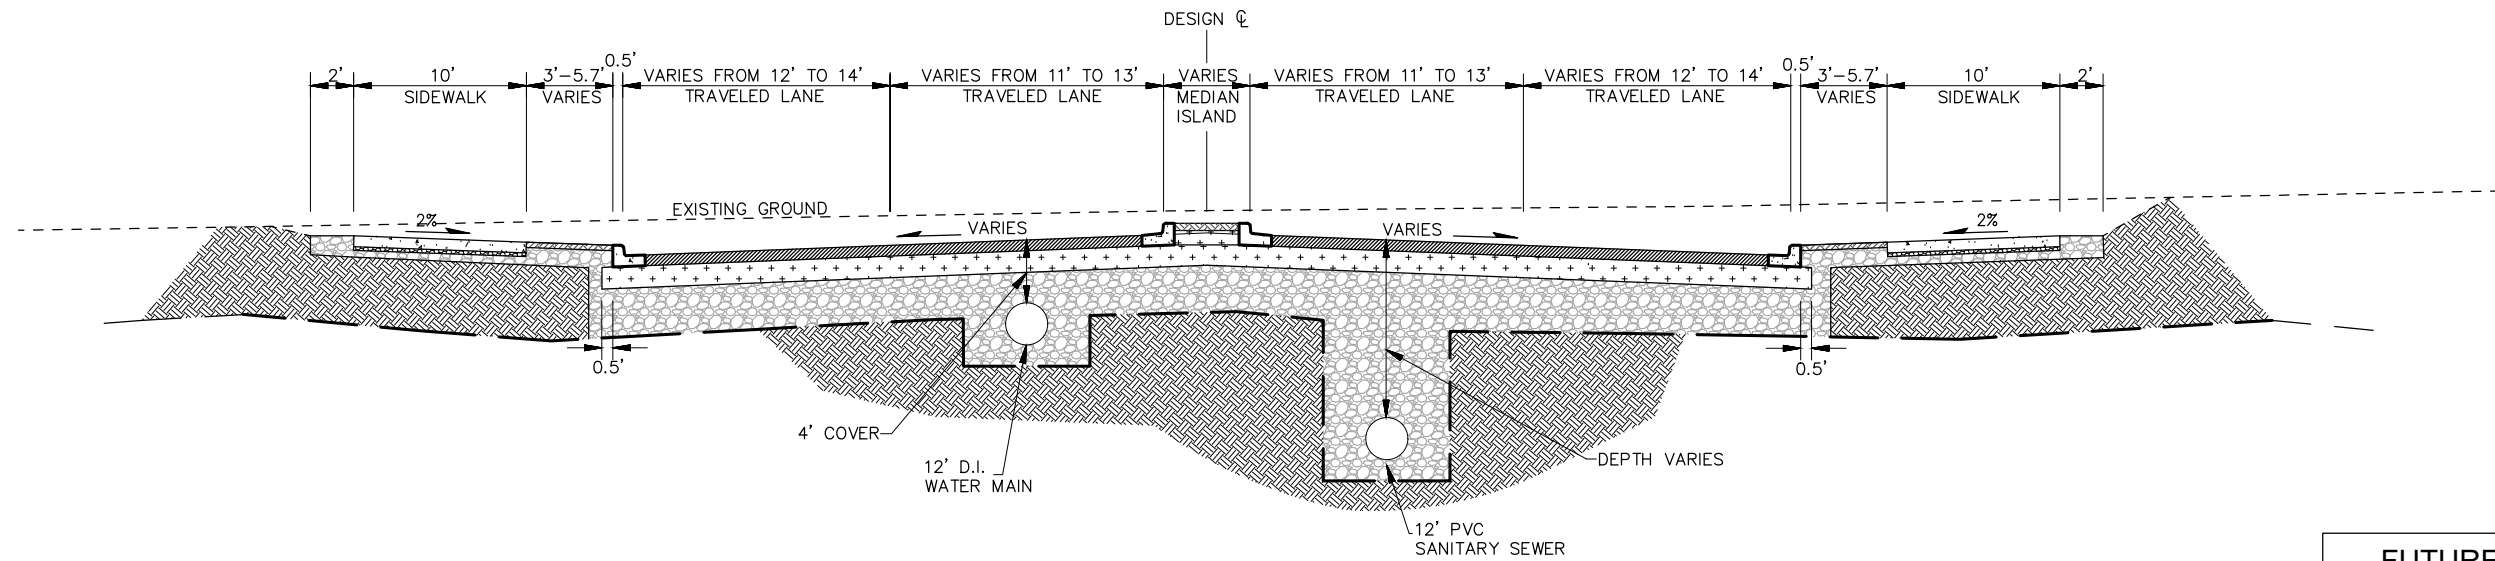 DESIGN ℄
2'
10'
SIDEWALK
3'-5.7'
VARIES
0.5'
VARIES FROM 12' TO 14'
TRAVELED LANE
VARIES FROM 11' TO 13'
TRAVELED LANE
VARIES
MEDIAN
ISLAND
VARIES FROM 11' TO 13'
TRAVELED LANE
VARIES FROM 12' TO 14'
TRAVELED LANE
0.5'
3'-5.7'
VARIES
10'
SIDEWALK
2'
EXISTING GROUND
2%
VARIES
VARIES
2%
0.5'
0.5'
4' COVER
12' D.I.
WATER MAIN
DEPTH VARIES
12' PVC
SANITARY SEWER